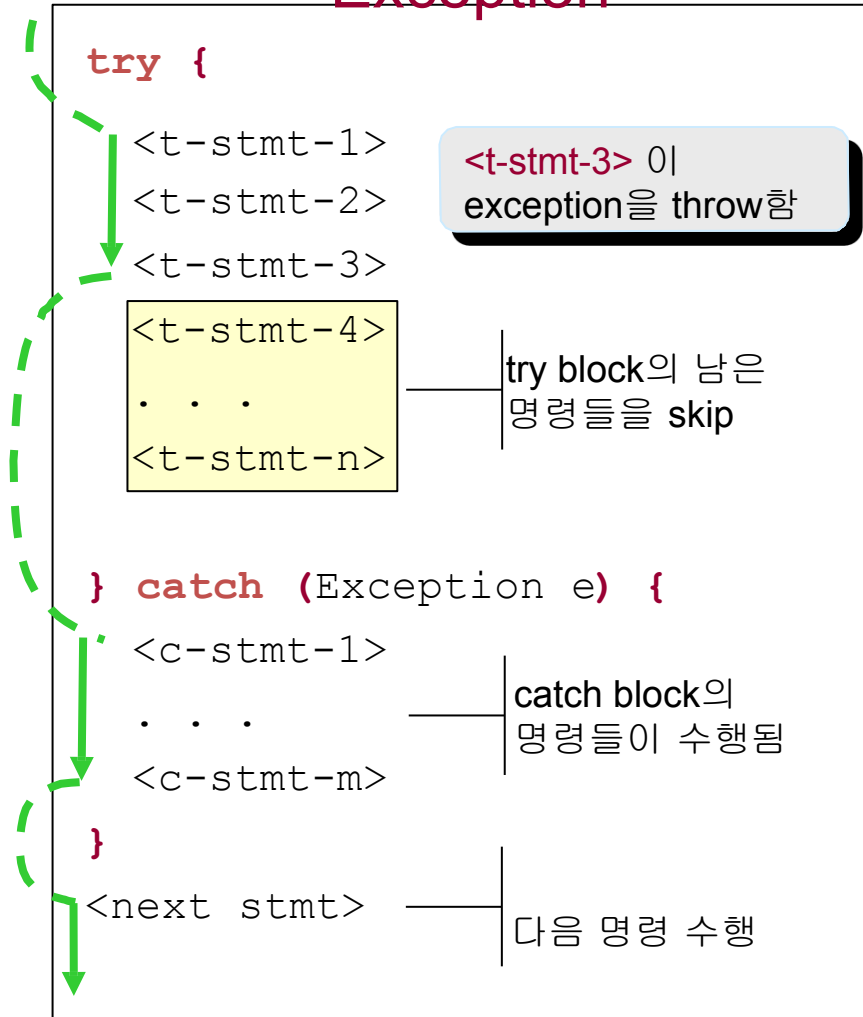 Exception
try {
<t-stmt-1>
<t-stmt-2>
<t-stmt-3>
<t-stmt-4>
. . .
<t-stmt-n>
<t-stmt-3> 이
exception을 throw함
try block의 남은
명령들을 skip
} catch (Exception e) {
<c-stmt-1>
. . .
<c-stmt-m>
catch block의
명령들이 수행됨
}
<next stmt>
다음 명령 수행